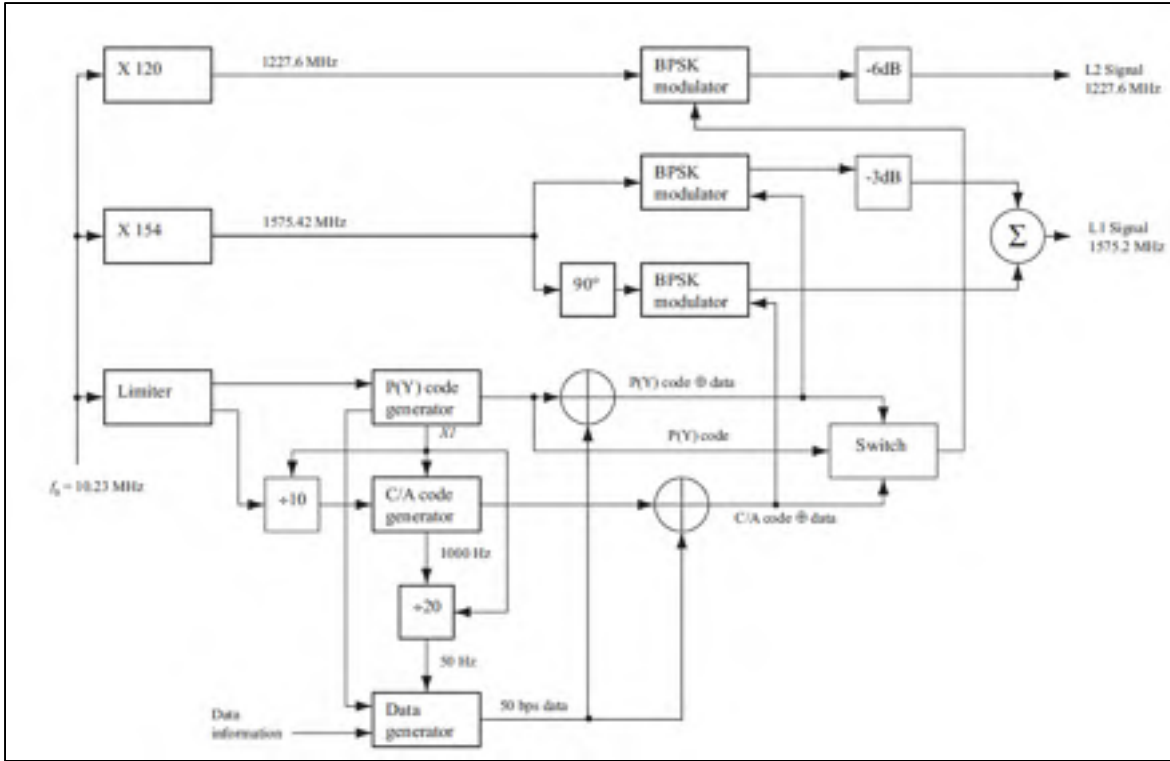 X 120
1227.6 MHz
BPSK
modulator
-6dB
L2 Signal
1227.6 MHz
BPSK
modulator
-3dB
X 154
1575.42 MHz
Σ
L1 Signal
1575.2 MHz
90°
BPSK
modulator
Limiter
P(Y) code
generator
P(Y) code ⊕ data
X1
P(Y) code
Switch
f₀ = 10.23 MHz
÷10
C/A code
generator
C/A code ⊕ data
1000 Hz
÷20
50 Hz
Data
information
Data
generator
50 bps data